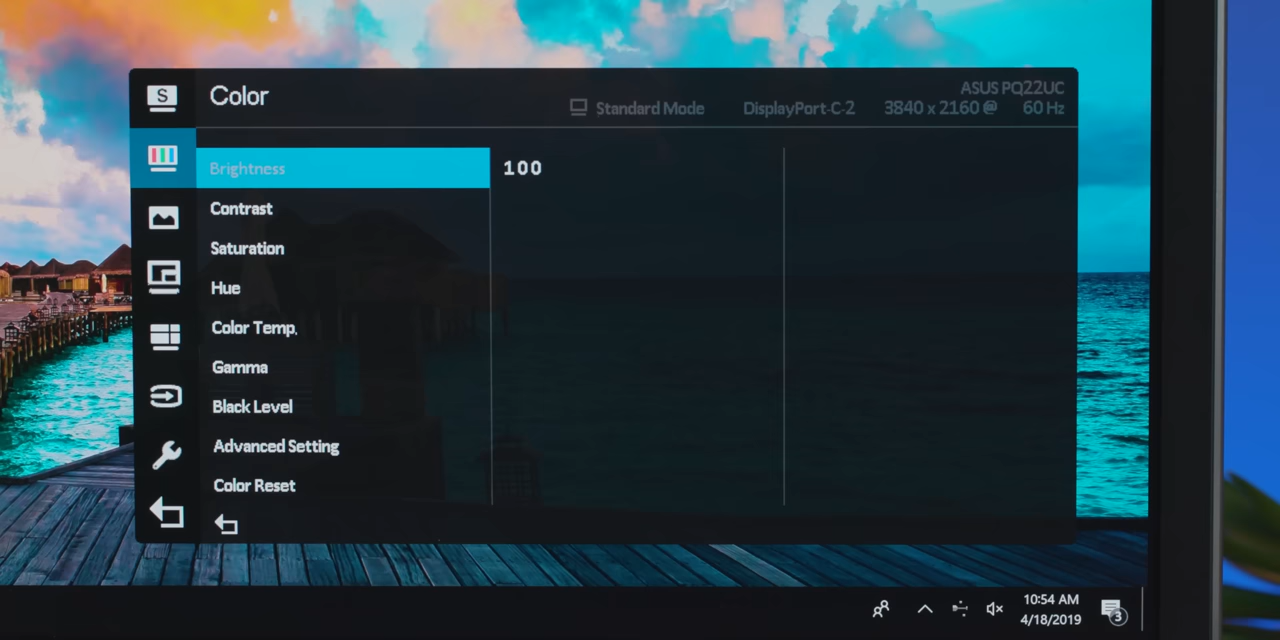 S
Color
ASUS PQ22UC
Standard Mode DisplayPort-C-2 3840 x 2160 @ 60 Hz
Brightness 100
Contrast
Saturation
Hue
Color Temp.
Gamma
Black Level
Advanced Setting
Color Reset
10:54 AM
4/18/2019
3